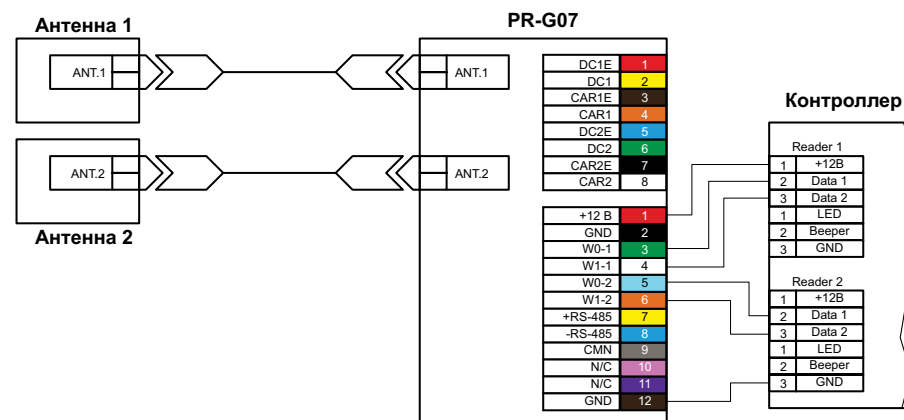 Антенна 1
ANT.1
ANT.2
Антенна 2
PR-G07
ANT.1
ANT.2
DC1E 1
DC1 2
CAR1E 3
CAR1 4
DC2E 5
DC2 6
CAR2E 7
CAR2 8
+12 В 1
GND 2
W0-1 3
W1-1 4
W0-2 5
W1-2 6
+RS-485 7
-RS-485 8
CMN 9
N/C 10
N/C 11
GND 12
Контроллер
Reader 1
1 +12В
2 Data 1
3 Data 2
1 LED
2 Beeper
3 GND
Reader 2
1 +12В
2 Data 1
3 Data 2
1 LED
2 Beeper
3 GND